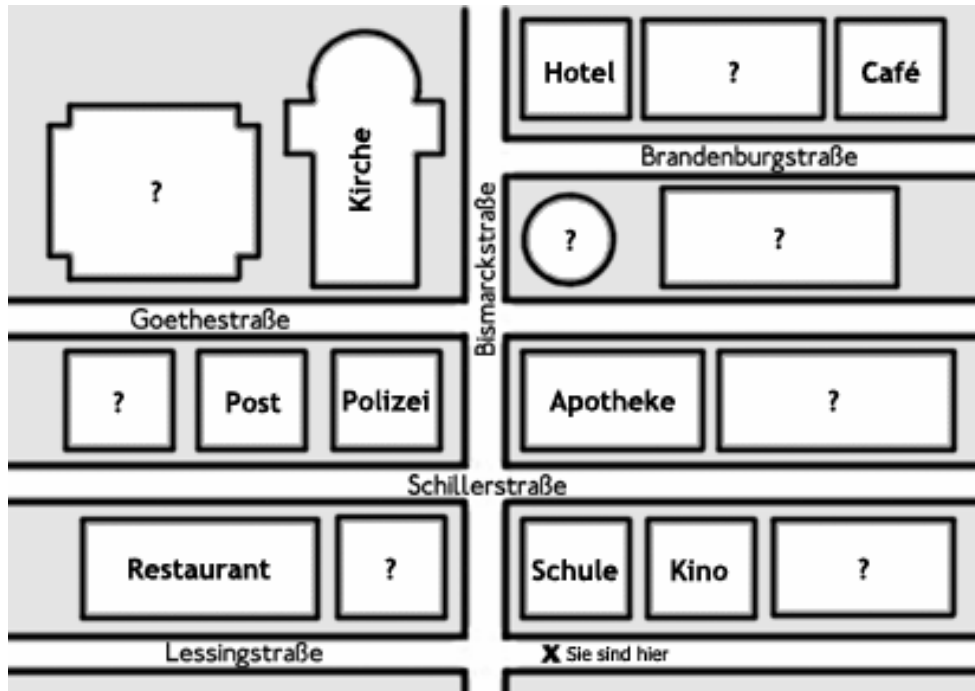 Hotel ? Café
Brandenburgstraße
? Kirche
Bismarckstraße
? ?
Goethestraße
? Post Polizei Apotheke ?
Schillerstraße
Restaurant ? Schule Kino ?
Lessingstraße X Sie sind hier